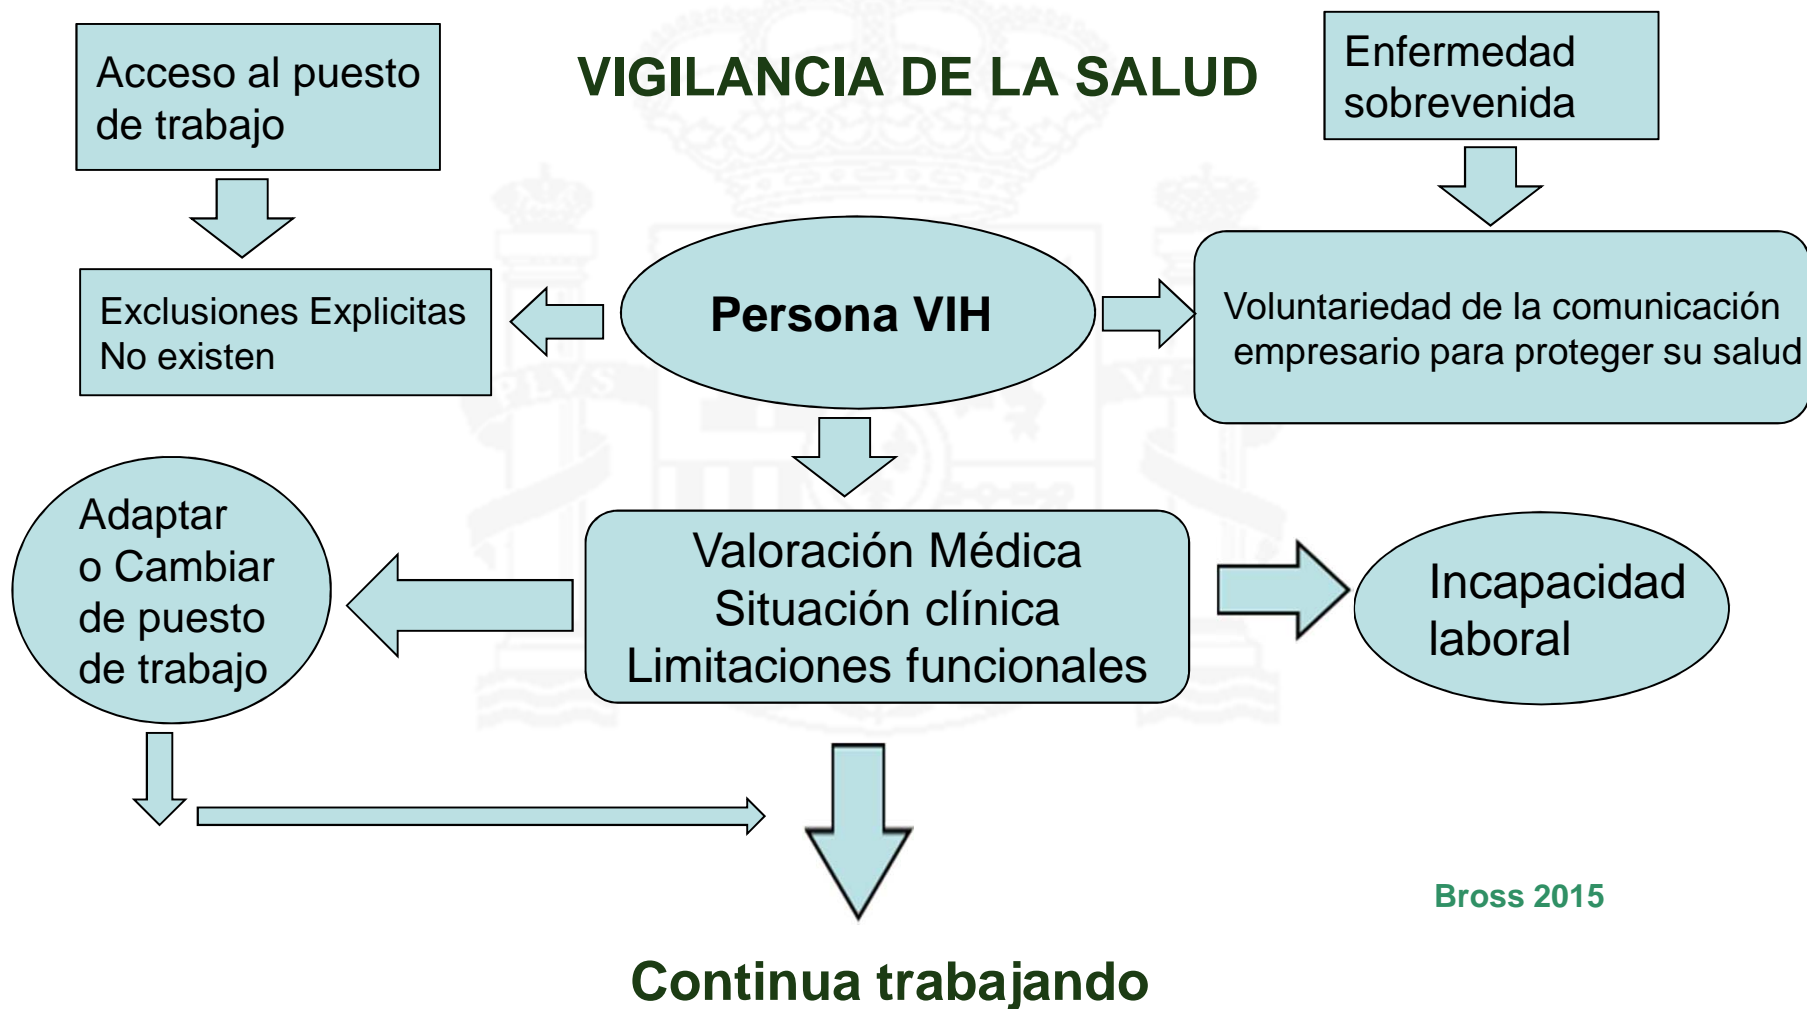 Acceso al puesto
de trabajo
VIGILANCIA DE LA SALUD
Enfermedad
sobrevenida
Exclusiones Explicitas
No existen
Persona VIH
Voluntariedad de la comunicación
empresario para proteger su salud
Adaptar
o Cambiar
de puesto
de trabajo
Valoración Médica
Situación clínica
Limitaciones funcionales
Incapacidad
laboral
Bross 2015
Continua trabajando
PLVS